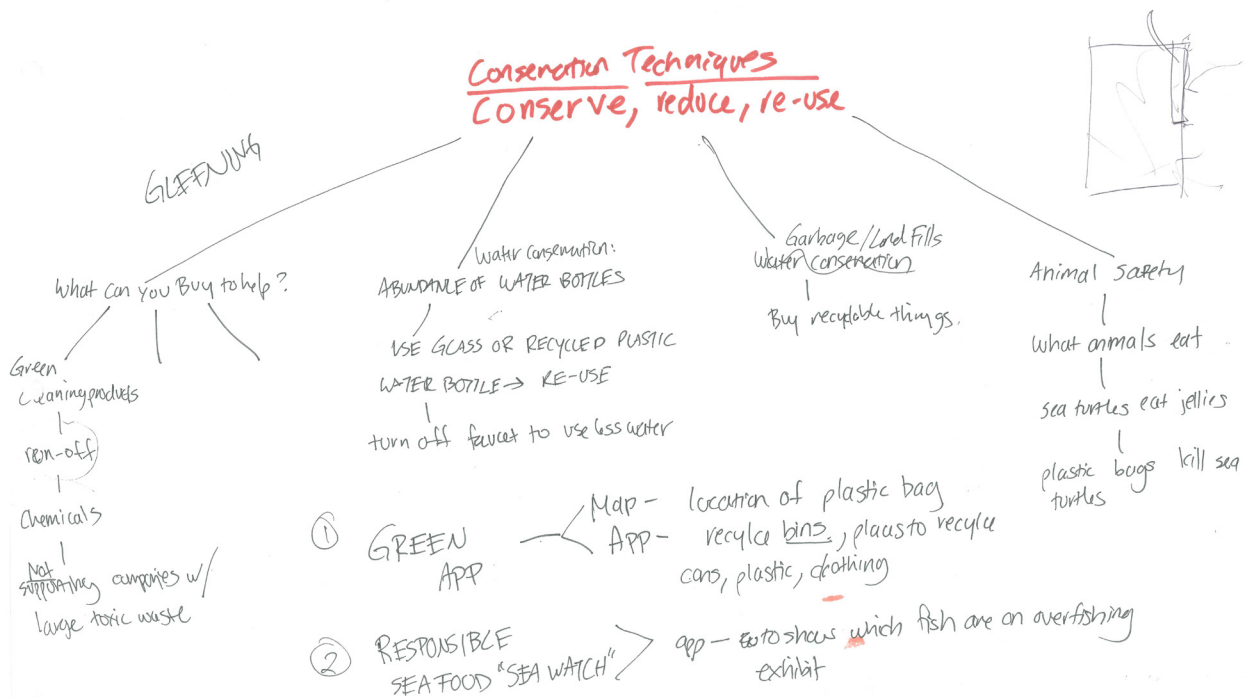 Conservation Techniques
Conserve, reduce, re-use
GLEENING
What can you Buy to help?
Green
cleaning products
run-off
Chemicals
Not
supporting companies w/
large toxic waste
Water conservation:
ABUNDANCE OF WATER BOTTLES
USE GLASS OR RECYCLED PLASTIC
WATER BOTTLE → RE-USE
turn off faucet to use less water
Garbage/Land Fills
Water conservation
Buy recyclable things.
Animal safety
What animals eat
sea turtles eat jellies
plastic bags kill sea
turtles
① GREEN
APP
Map - location of plastic bag
App - recylce bins, places to recylce
cans, plastic, clothing
② RESPONSIBLE
SEAFOOD "SEA WATCH"
app - to show which fish are on overfishing
exhibit